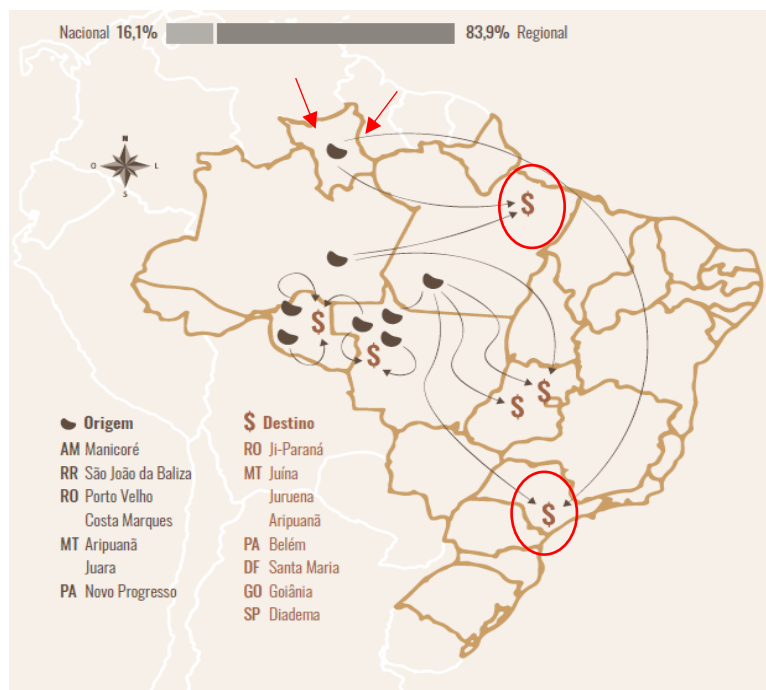 Nacional 16,1% 83,9% Regional
N
O L
S
$
$
$
$
$
$
Origem
AM Manicoré
RR São João da Baliza
RO Porto Velho
Costa Marques
MT Aripuanã
Juara
PA Novo Progresso
$ Destino
RO Ji-Paraná
MT Juína
Juruena
Aripuanã
PA Belém
DF Santa Maria
GO Goiânia
SP Diadema